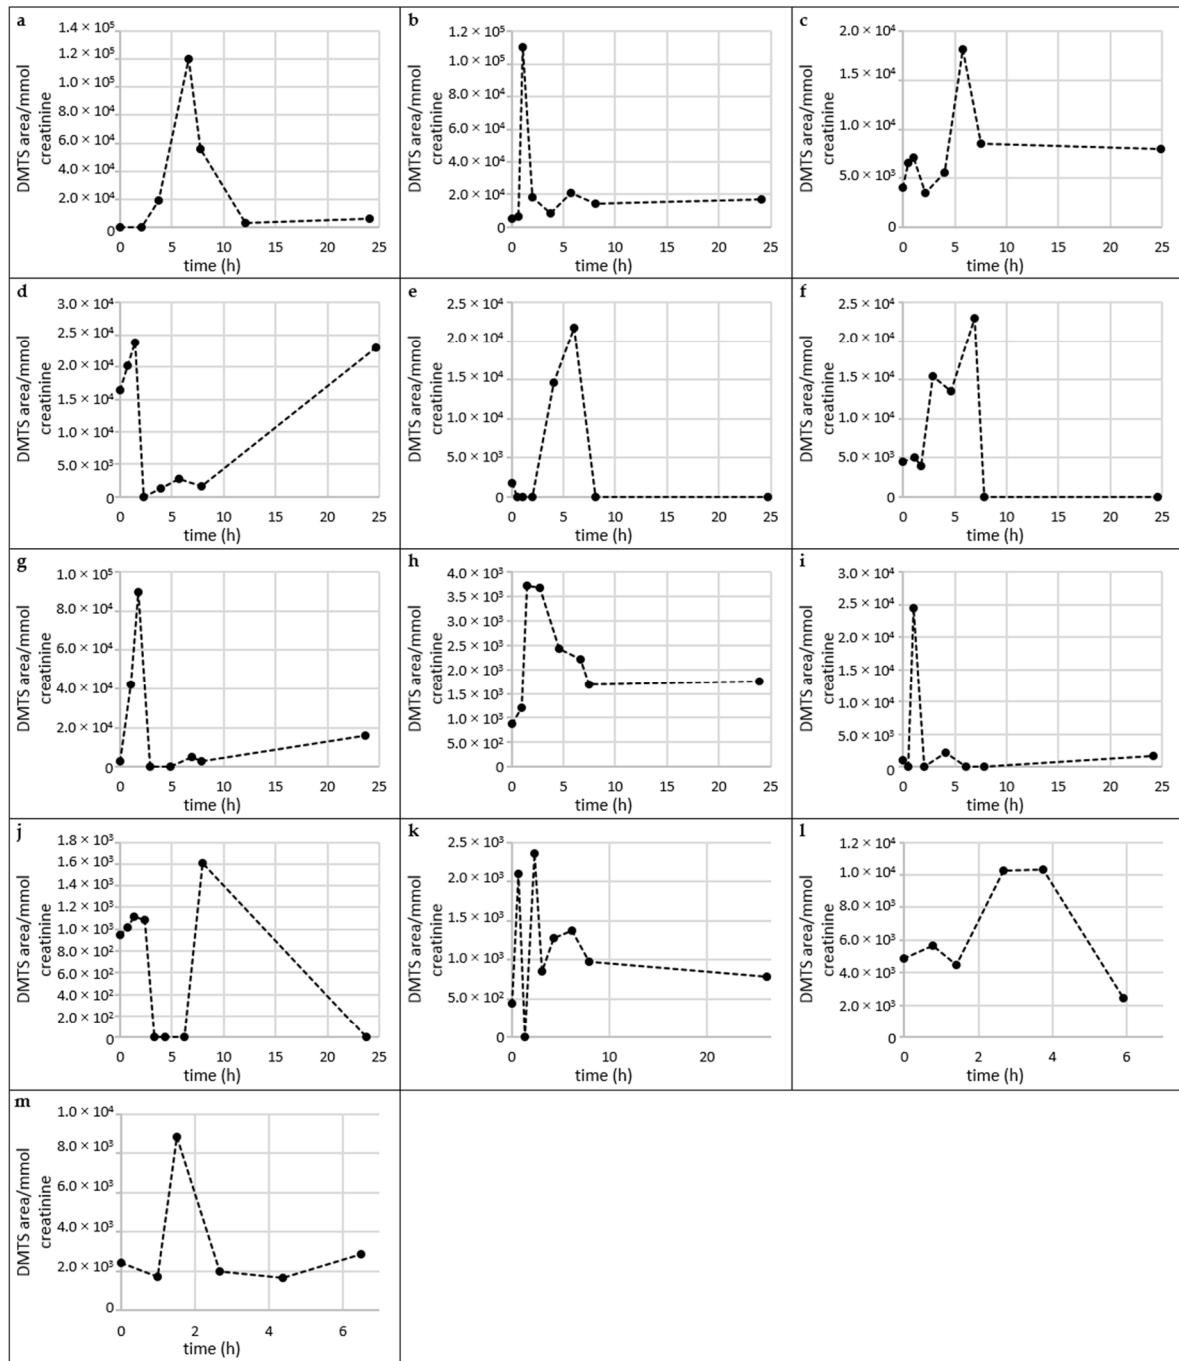 a
DMTS area/mmol
creatinine
1.4 × 10⁵
1.2 × 10⁵
1.0 × 10⁵
8.0 × 10⁴
6.0 × 10⁴
4.0 × 10⁴
2.0 × 10⁴
0
0 5 10 15 20 25
time (h)
b
DMTS area/mmol
creatinine
1.2 × 10⁵
1.0 × 10⁵
8.0 × 10⁴
6.0 × 10⁴
4.0 × 10⁴
2.0 × 10⁴
0
0 5 10 15 20 25
time (h)
c
DMTS area/mmol
creatinine
2.0 × 10⁴
1.5 × 10⁴
1.0 × 10⁴
5.0 × 10³
0
0 5 10 15 20 25
time (h)
d
DMTS area/mmol
creatinine
3.0 × 10⁴
2.5 × 10⁴
2.0 × 10⁴
1.5 × 10⁴
1.0 × 10⁴
5.0 × 10³
0
0 5 10 15 20 25
time (h)
e
DMTS area/mmol
creatinine
2.5 × 10⁴
2.0 × 10⁴
1.5 × 10⁴
1.0 × 10⁴
5.0 × 10³
0
0 5 10 15 20 25
time (h)
f
DMTS area/mmol
creatinine
2.5 × 10⁴
2.0 × 10⁴
1.5 × 10⁴
1.0 × 10⁴
5.0 × 10³
0
0 5 10 15 20 25
time (h)
g
DMTS area/mmol
creatinine
1.0 × 10⁵
8.0 × 10⁴
6.0 × 10⁴
4.0 × 10⁴
2.0 × 10⁴
0
0 5 10 15 20 25
time (h)
h
DMTS area/mmol
creatinine
4.0 × 10³
3.5 × 10³
3.0 × 10³
2.5 × 10³
2.0 × 10³
1.5 × 10³
1.0 × 10³
5.0 × 10²
0
0 5 10 15 20 25
time (h)
i
DMTS area/mmol
creatinine
3.0 × 10⁴
2.5 × 10⁴
2.0 × 10⁴
1.5 × 10⁴
1.0 × 10⁴
5.0 × 10³
0
0 5 10 15 20 25
time (h)
j
DMTS area/mmol
creatinine
1.8 × 10³
1.6 × 10³
1.4 × 10³
1.2 × 10³
1.0 × 10³
8.0 × 10²
6.0 × 10²
4.0 × 10²
2.0 × 10²
0
0 5 10 15 20 25
time (h)
k
DMTS area/mmol
creatinine
2.5 × 10³
2.0 × 10³
1.5 × 10³
1.0 × 10³
5.0 × 10²
0
0 10 20
time (h)
l
DMTS area/mmol
creatinine
1.2 × 10⁴
1.0 × 10⁴
8.0 × 10³
6.0 × 10³
4.0 × 10³
2.0 × 10³
0
0 2 4 6
time (h)
m
DMTS area/mmol
creatinine
1.0 × 10⁴
8.0 × 10³
6.0 × 10³
4.0 × 10³
2.0 × 10³
0
0 2 4 6
time (h)